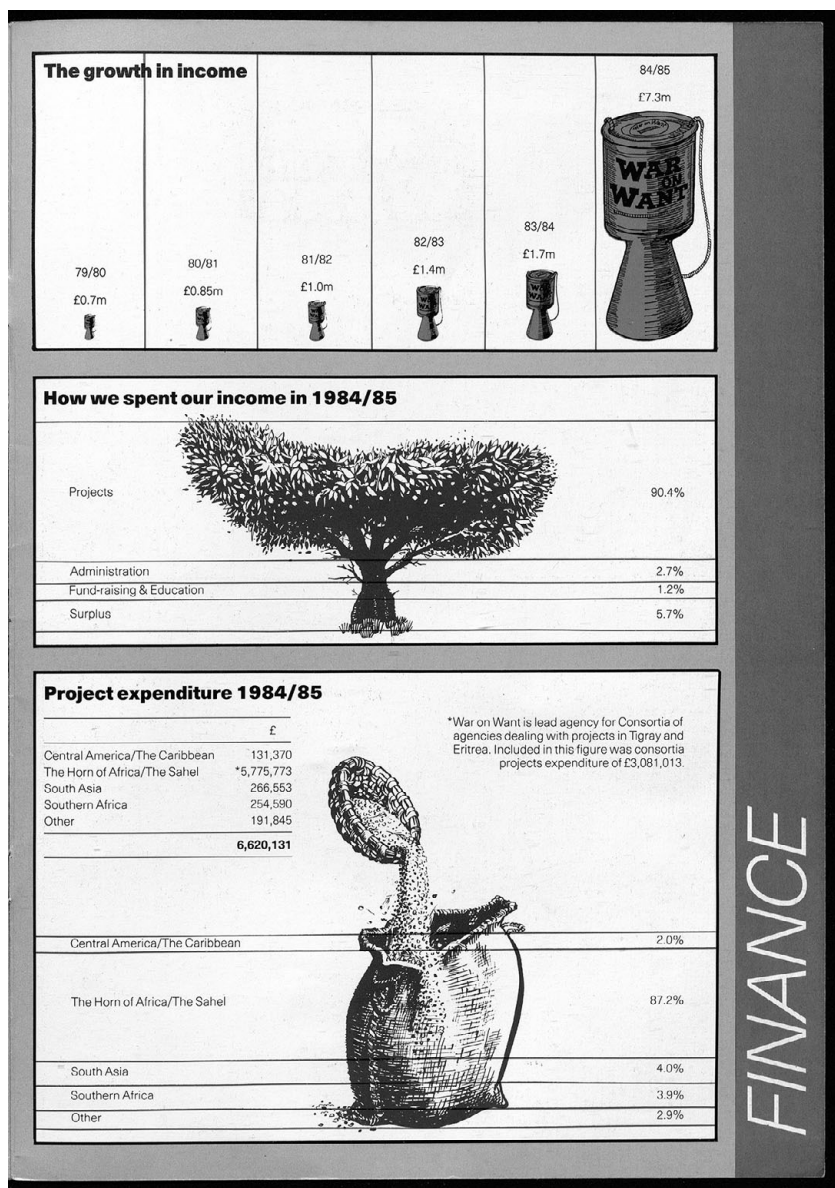 The growth in income
79/80
£0.7m
80/81
£0.85m
81/82
£1.0m
82/83
£1.4m
83/84
£1.7m
84/85
£7.3m
WAR
ON
WANT
How we spent our income in 1984/85
Projects 90.4%
Administration 2.7%
Fund-raising & Education 1.2%
Surplus 5.7%
Project expenditure 1984/85
£
Central America/The Caribbean 131,370
The Horn of Africa/The Sahel *5,775,773
South Asia 266,553
Southern Africa 254,590
Other 191,845
6,620,131
*War on Want is lead agency for Consortia of
agencies dealing with projects in Tigray and
Eritrea. Included in this figure was consortia
projects expenditure of £3,081,013.
Central America/The Caribbean 2.0%
The Horn of Africa/The Sahel 87.2%
South Asia 4.0%
Southern Africa 3.9%
Other 2.9%
FINANCE